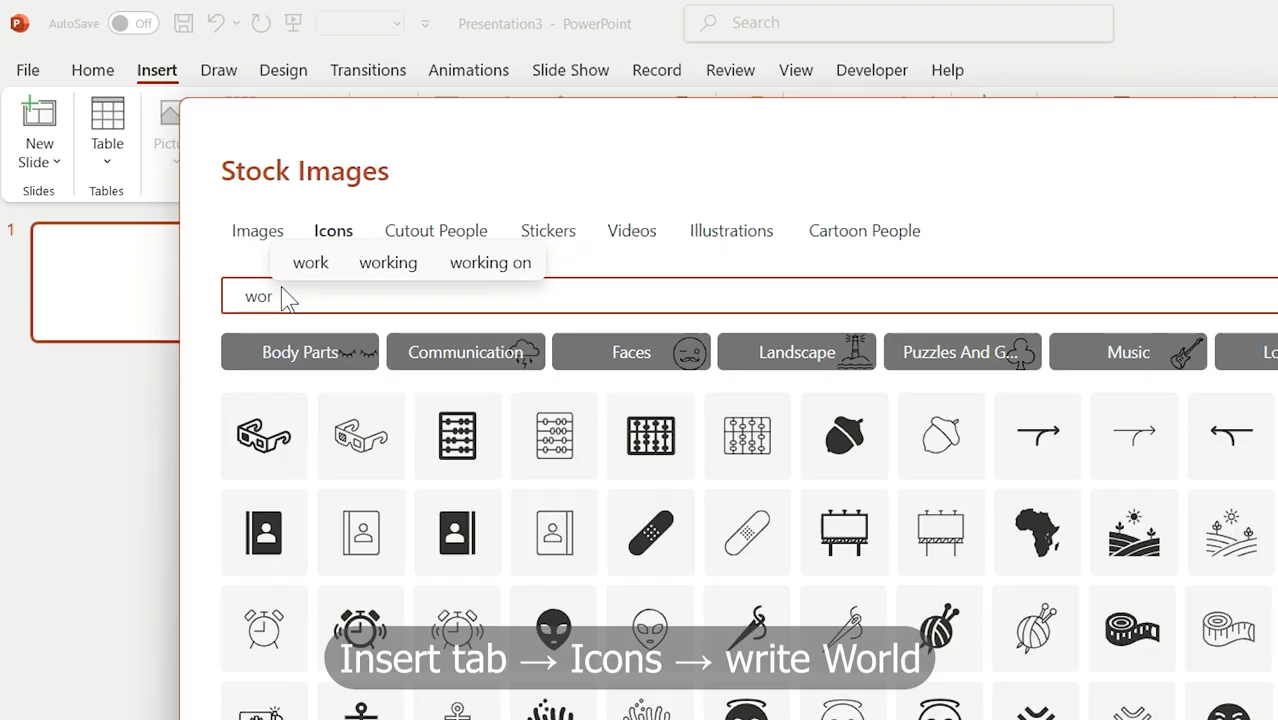 AutoSave Off Presentation3 - PowerPoint Search
File Home Insert Draw Design Transitions Animations Slide Show Record Review View Developer Help
New Slide
Table
Slides
Tables
Stock Images
Images Icons Cutout People Stickers Videos Illustrations Cartoon People
work working working on
wor
Body Parts Communication Faces Landscape Puzzles And G... Music
1
Insert tab → Icons → write World